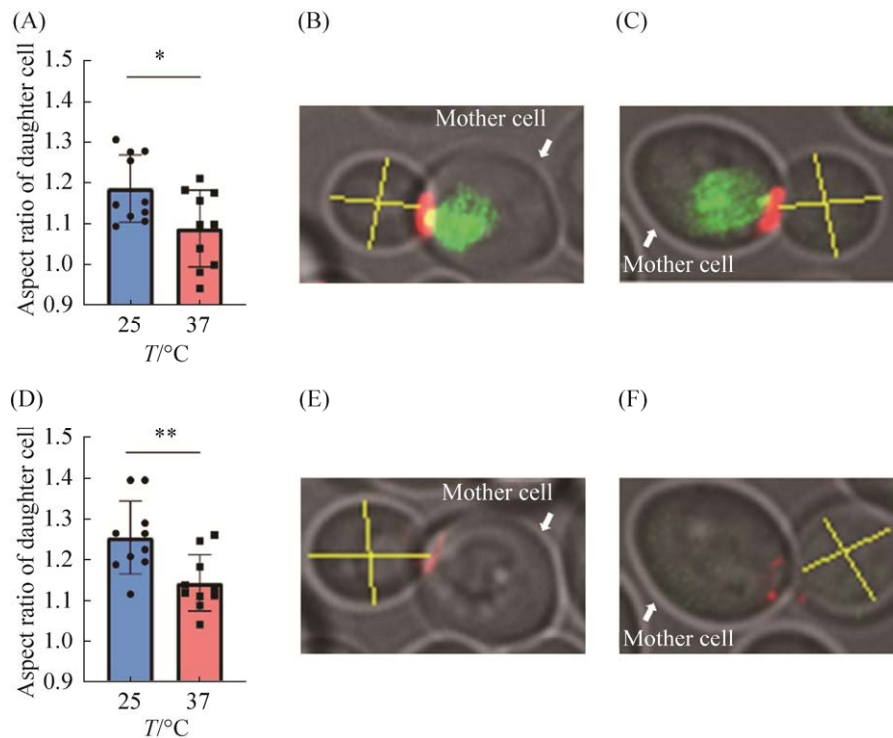 (A)
Aspect ratio of daughter cell
1.5
1.4
1.3
1.2
1.1
1.0
0.9
*
25
37
T/°C
(B)
Mother cell
(C)
Mother cell
(D)
Aspect ratio of daughter cell
1.5
1.4
1.3
1.2
1.1
1.0
0.9
**
25
37
T/°C
(E)
Mother cell
(F)
Mother cell